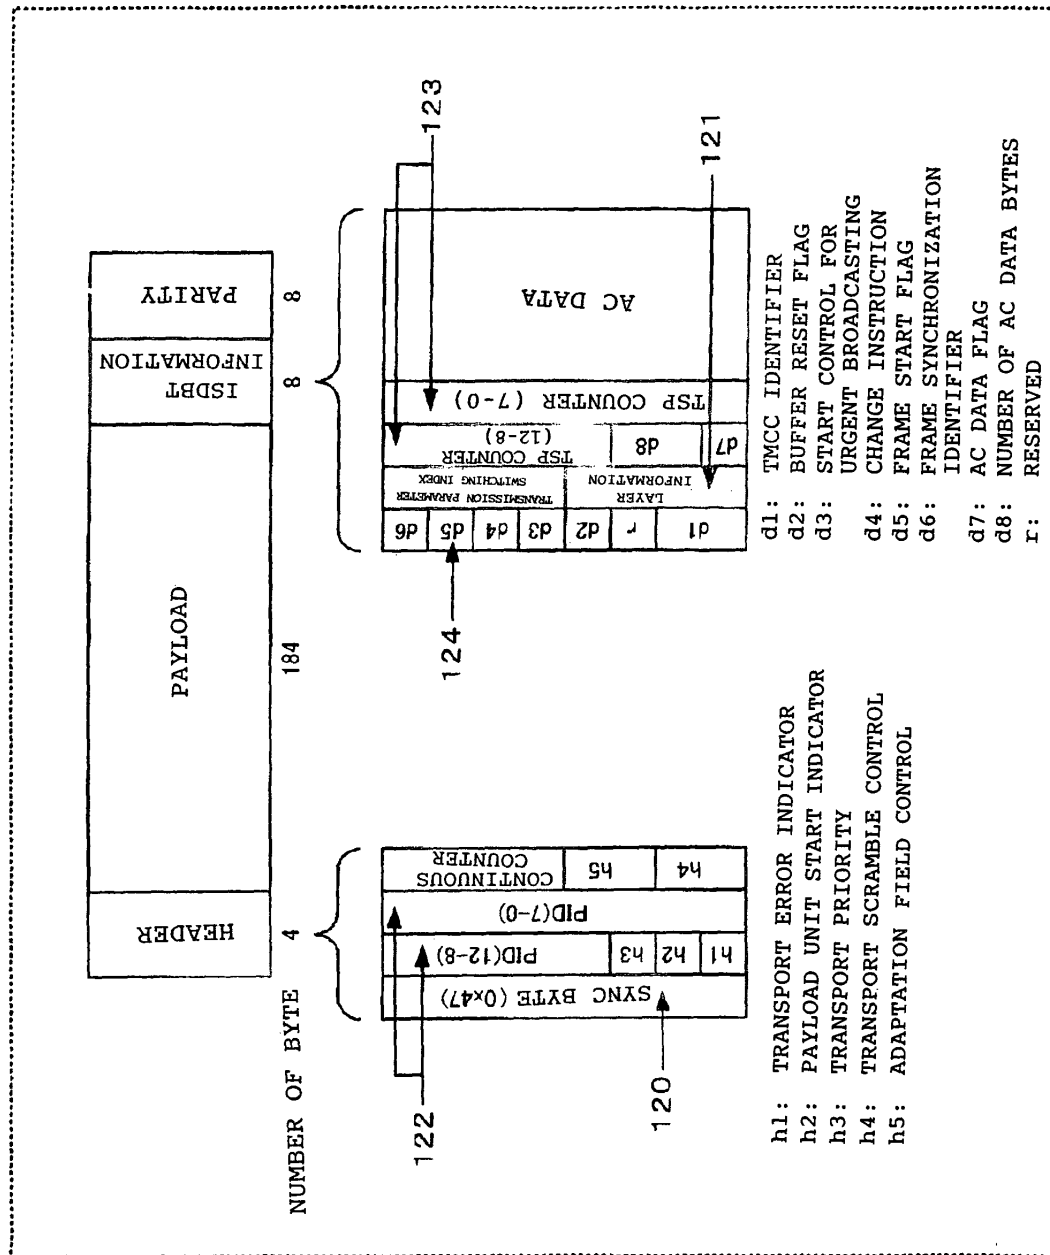 HEADER
PAYLOAD
ISDBT
INFORMATION
PARITY
NUMBER OF BYTE
4
184
8
8
122
120
SYNC BYTE (0x47)
h1
h2
h3
PID(12-8)
PID(7-0)
h4
h5
CONTINUOUS
COUNTER
h1: TRANSPORT ERROR INDICATOR
h2: PAYLOAD UNIT START INDICATOR
h3: TRANSPORT PRIORITY
h4: TRANSPORT SCRAMBLE CONTROL
h5: ADAPTATION FIELD CONTROL
124
123
121
d1
r
d2
d3
d4
d5
d6
LAYER
INFORMATION
TRANSMISSION PARAMETER
SWITCHING INDEX
d7
d8
TSP COUNTER
(12-8)
TSP COUNTER (7-0)
AC DATA
d1: TMCC IDENTIFIER
d2: BUFFER RESET FLAG
d3: START CONTROL FOR
URGENT BROADCASTING
d4: CHANGE INSTRUCTION
d5: FRAME START FLAG
d6: FRAME SYNCHRONIZATION
IDENTIFIER
d7: AC DATA FLAG
d8: NUMBER OF AC DATA BYTES
r: RESERVED